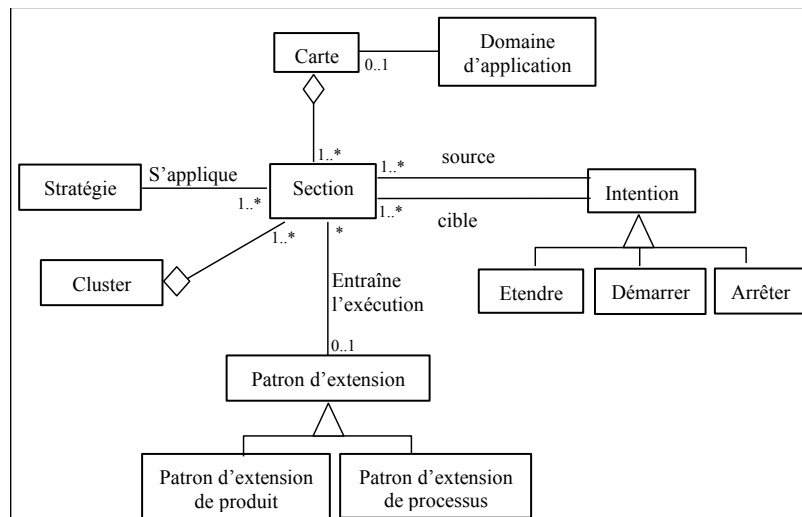 Carte
0..1
Domaine
d'application
1..*
Stratégie
S'applique
1..*
Section
1..*
source
1..*
cible
Intention
1..*
*
Cluster
Entraîne
l'exécution
Etendre
Démarrer
Arrêter
0..1
Patron d'extension
Patron d'extension
de produit
Patron d'extension
de processus